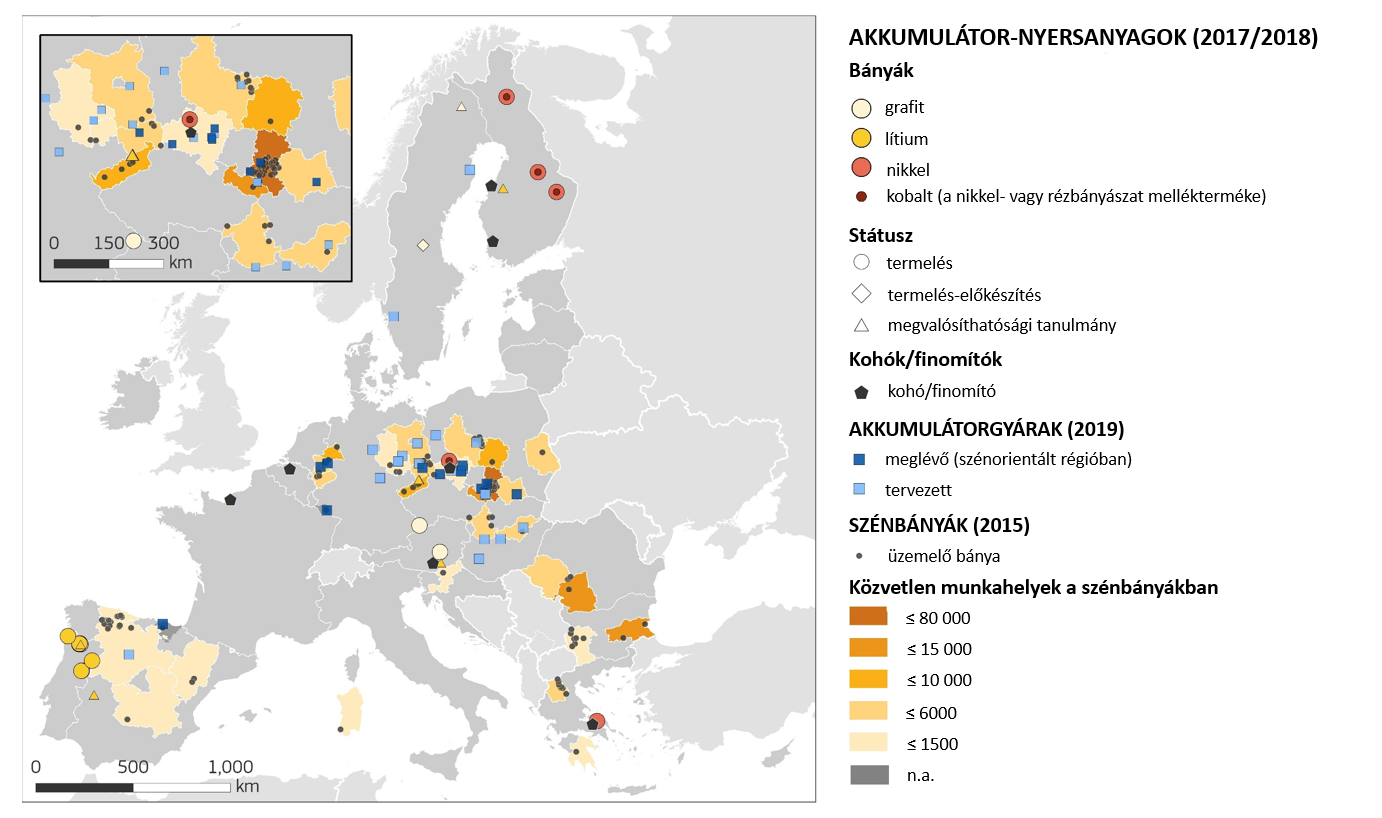 0 150 300
km
0 500 1,000
km
AKKUMULÁTOR-NYERSANYAGOK (2017/2018)
Bányák
grafit
lítium
nikkel
kobalt (a nikkel- vagy rézbányászat mellékterméke)
Státusz
termelés
termelés-előkészítés
megvalósíthatósági tanulmány
Kohók/finomítók
kohó/finomító
AKKUMULÁTORGYÁRAK (2019)
meglévő (szénorientált régióban)
tervezett
SZÉNBÁNYÁK (2015)
üzemelő bánya
Közvetlen munkahelyek a szénbányákban
≤ 80 000
≤ 15 000
≤ 10 000
≤ 6000
≤ 1500
n.a.